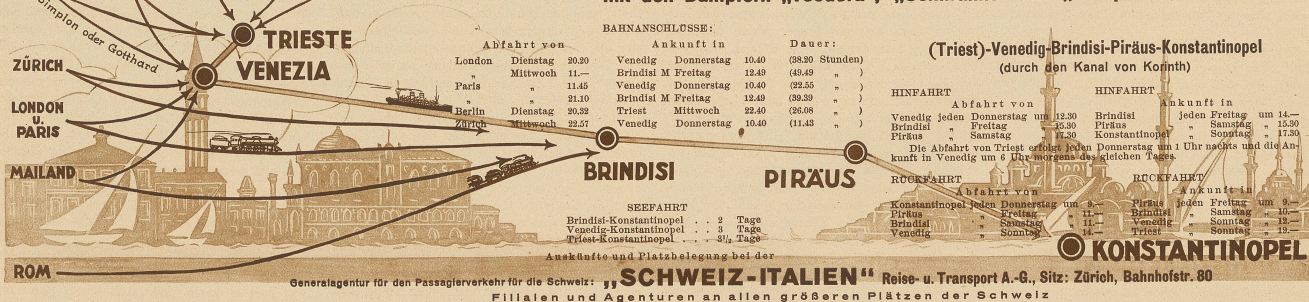 Simplon oder Gotthard
TRIESTE
VENEZIA
ZÜRICH
LONDON
u.
PARIS
MAILAND
ROM
BRINDISI
PIRÄUS
KONSTANTINOPEL
BAHNANSCHLÜSSE:
Abfahrt von Ankunft in Dauer:
London Dienstag 20.20 Venedig Donnerstag 10.40 (38.20 Stunden)
„ Mittwoch 11.— Brindisi M Freitag 12.49 (49.49 „ )
Paris „ 11.45 Venedig Donnerstag 10.40 (22.55 „ )
„ „ 21.10 Brindisi M Freitag 12.49 (39.39 „ )
Berlin Dienstag 20,32 Triest Mittwoch 22.40 (26.08 „ )
Zürich Mittwoch 22.57 Venedig Donnerstag 10.40 (11.43 „ )
SEEFAHRT
Brindisi-Konstantinopel . . 2 Tage
Venedig-Konstantinopel . . 3 Tage
Triest-Konstantinopel . . 3½ Tage
(Triest)-Venedig-Brindisi-Piräus-Konstantinopel
(durch den Kanal von Korinth)
HINFAHRT HINFAHRT
Abfahrt von Ankunft in
Venedig jeden Donnerstag um 12.30 Brindisi jeden Freitag um 14.—
Brindisi „ Freitag „ 15.30 Piräus „ Samstag „ 15.30
Piräus „ Samstag „ 17.30 Konstantinopel „ Sonntag „ 17.30
Die Abfahrt von Triest erfolgt jeden Donnerstag um 1 Uhr nachts und die An-
kunft in Venedig um 6 Uhr morgens des gleichen Tages.
RÜCKFAHRT RÜCKFAHRT
Abfahrt von Ankunft in
Konstantinopel jeden Donnerstag um 9.— Piräus jeden Freitag um 9.—
Piräus „ Freitag „ 11.— Brindisi „ Samstag „ 10.—
Brindisi „ Samstag „ 11.— Venedig „ Sonntag „ 12.—
Venedig „ Sonntag „ 14.— Triest „ Sonntag „ 19.—
Auskünfte und Platzbelegung bei der
Generalagentur für den Passagierverkehr für die Schweiz: „SCHWEIZ-ITALIEN“ Reise- u. Transport A.-G., Sitz: Zürich, Bahnhofstr. 80
Filialen und Agenturen an allen größeren Plätzen der Schweiz